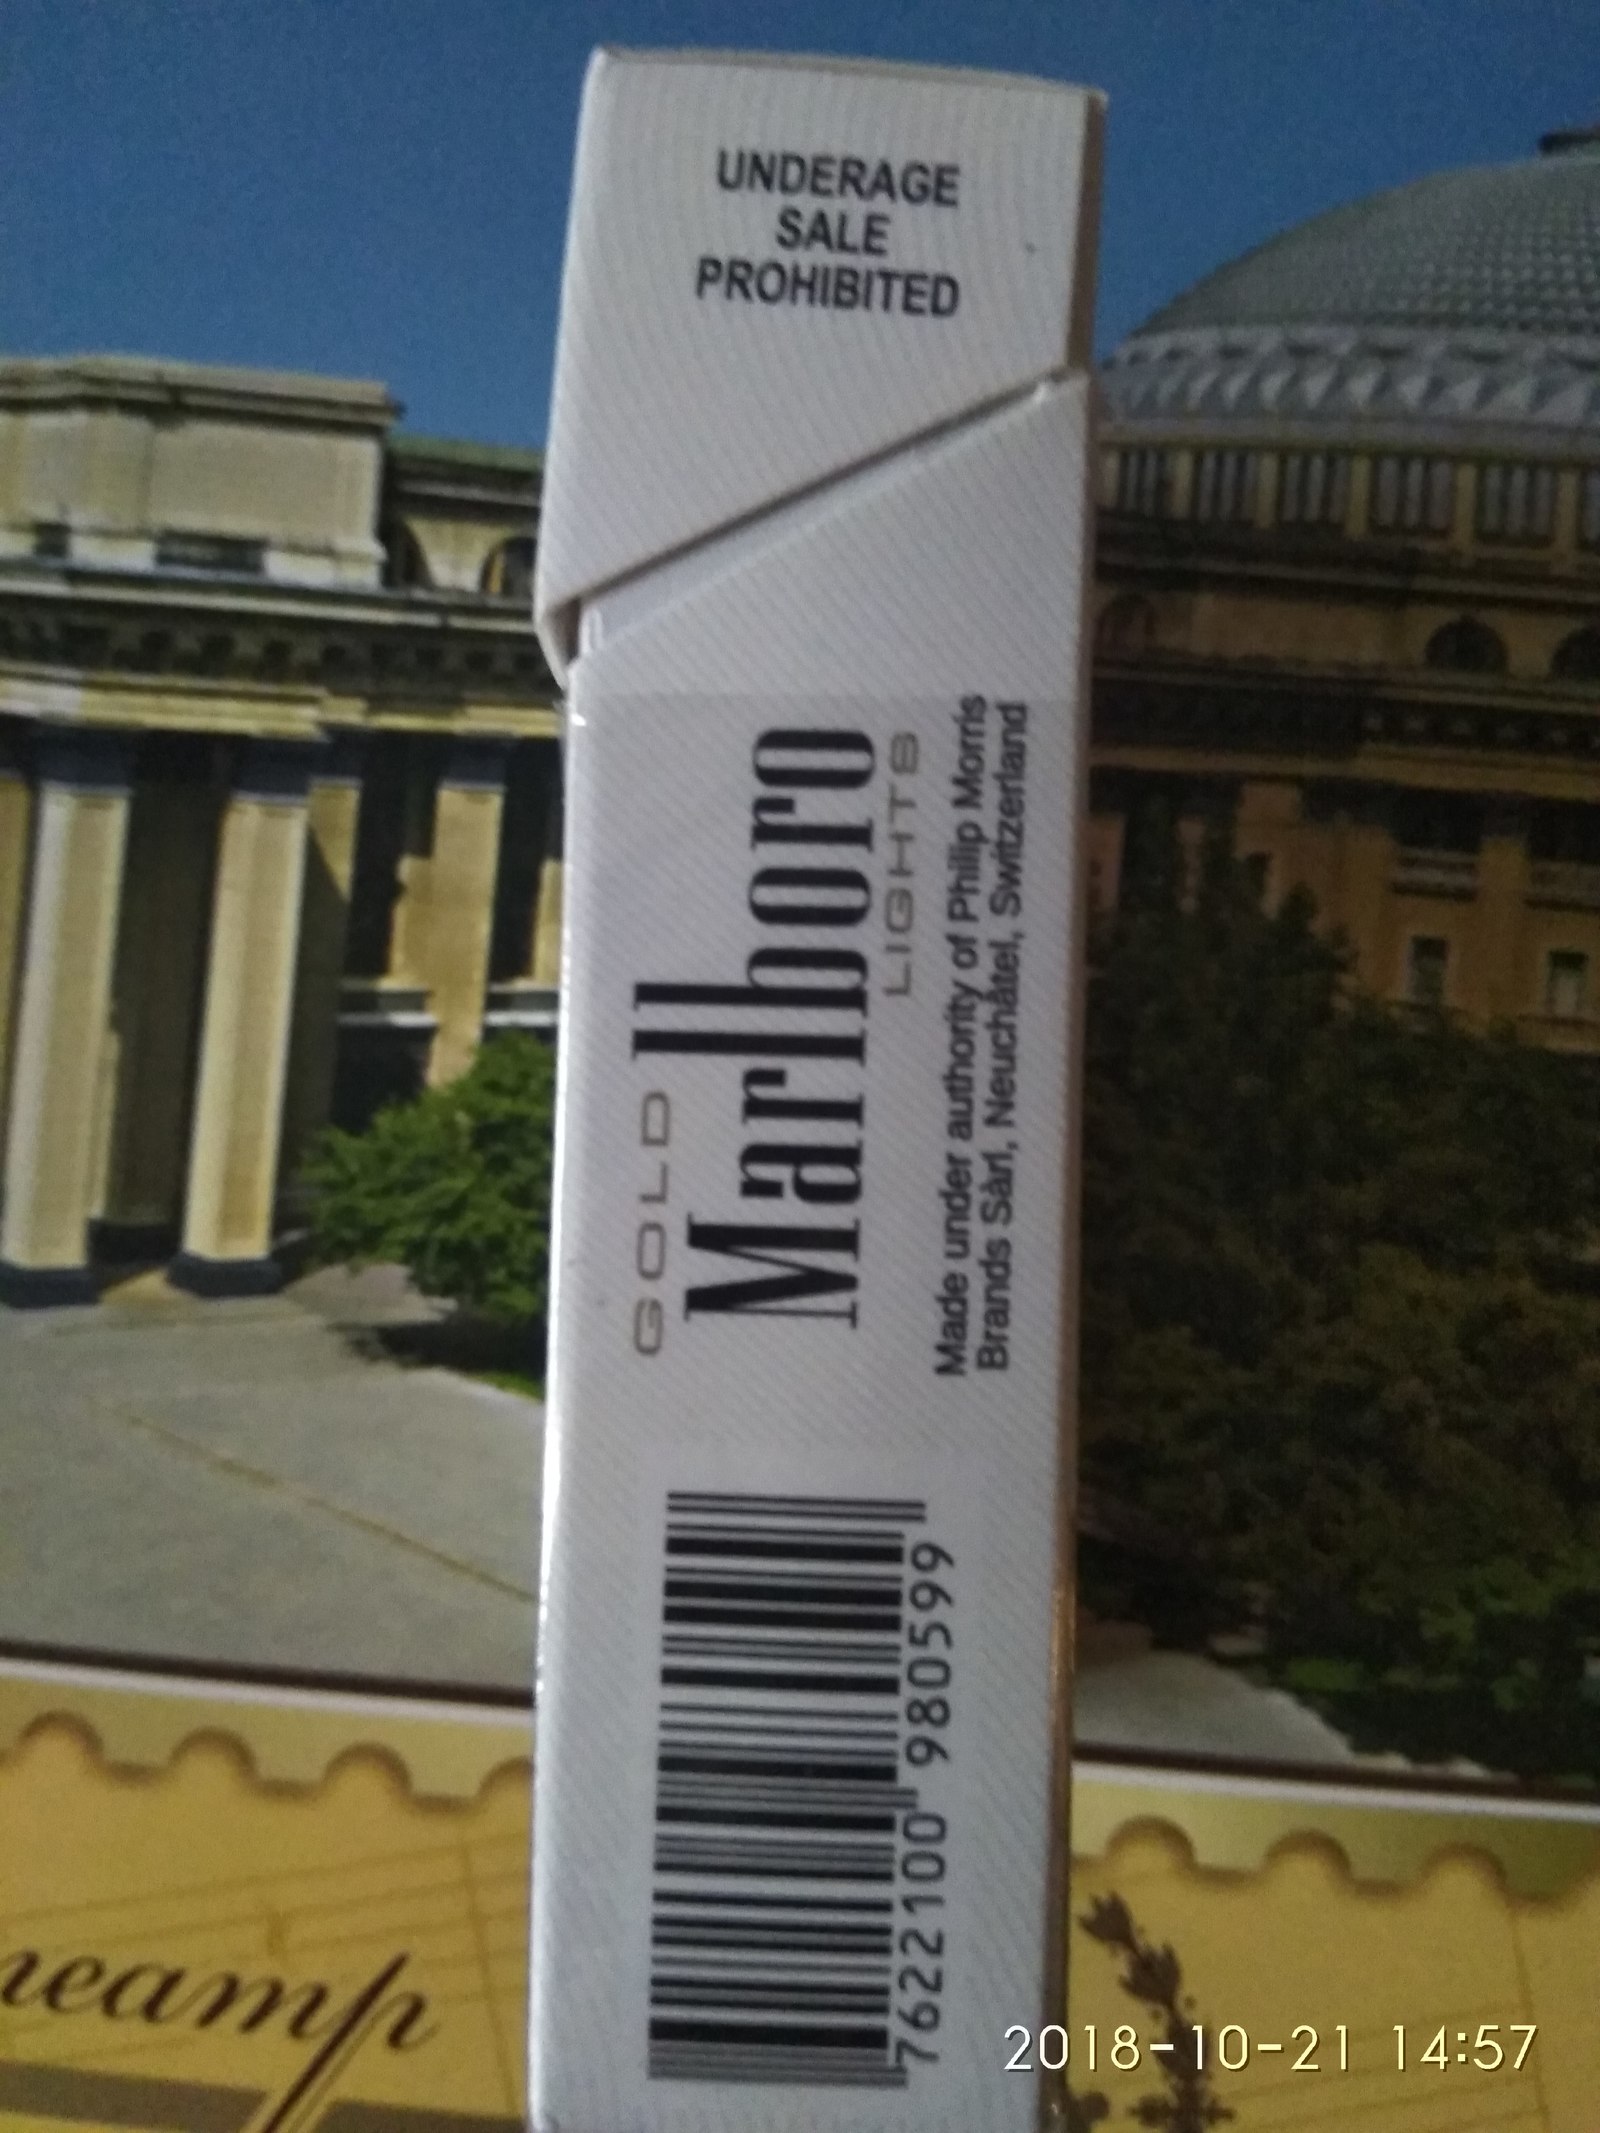 UNDERAGE
SALE
PROHIBITED
GOLD
Marlboro
LIGHTS
Made under authority of Philip Morris
Brands Sàrl, Neuchâtel, Switzerland
7622100 980599
театр
2018-10-21 14:57